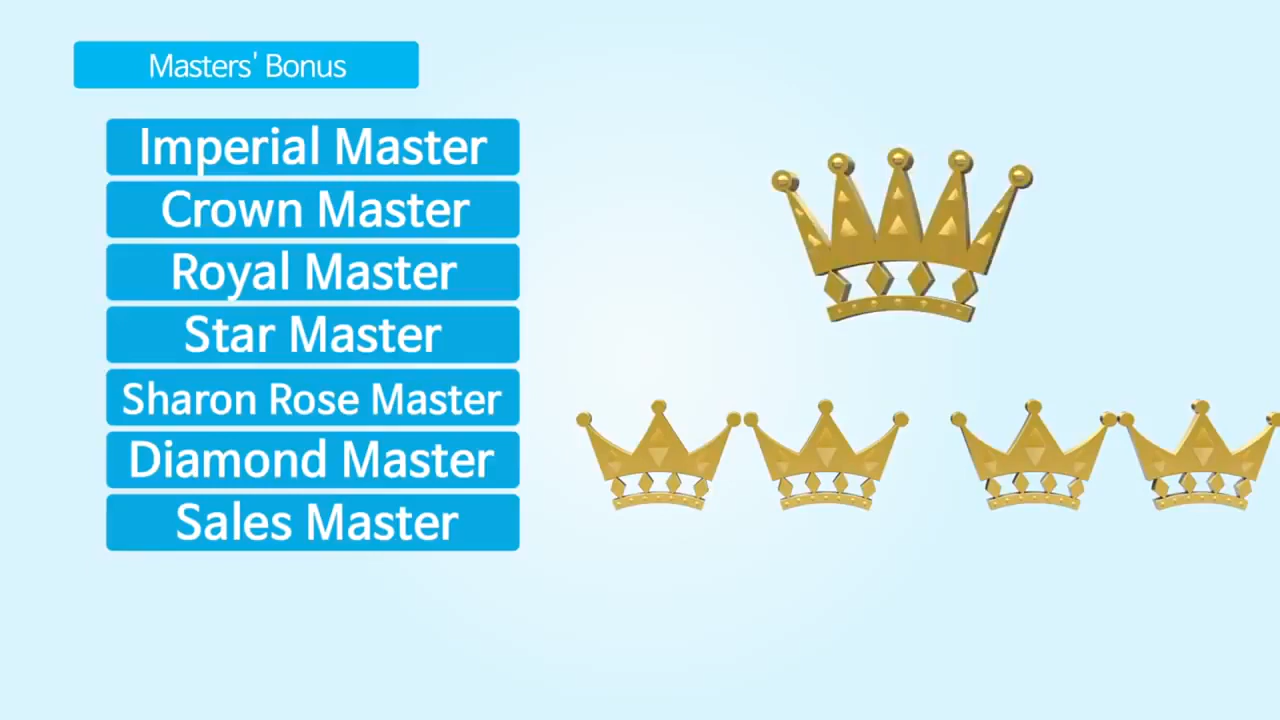 Masters' Bonus
Imperial Master
Crown Master
Royal Master
Star Master
Sharon Rose Master
Diamond Master
Sales Master